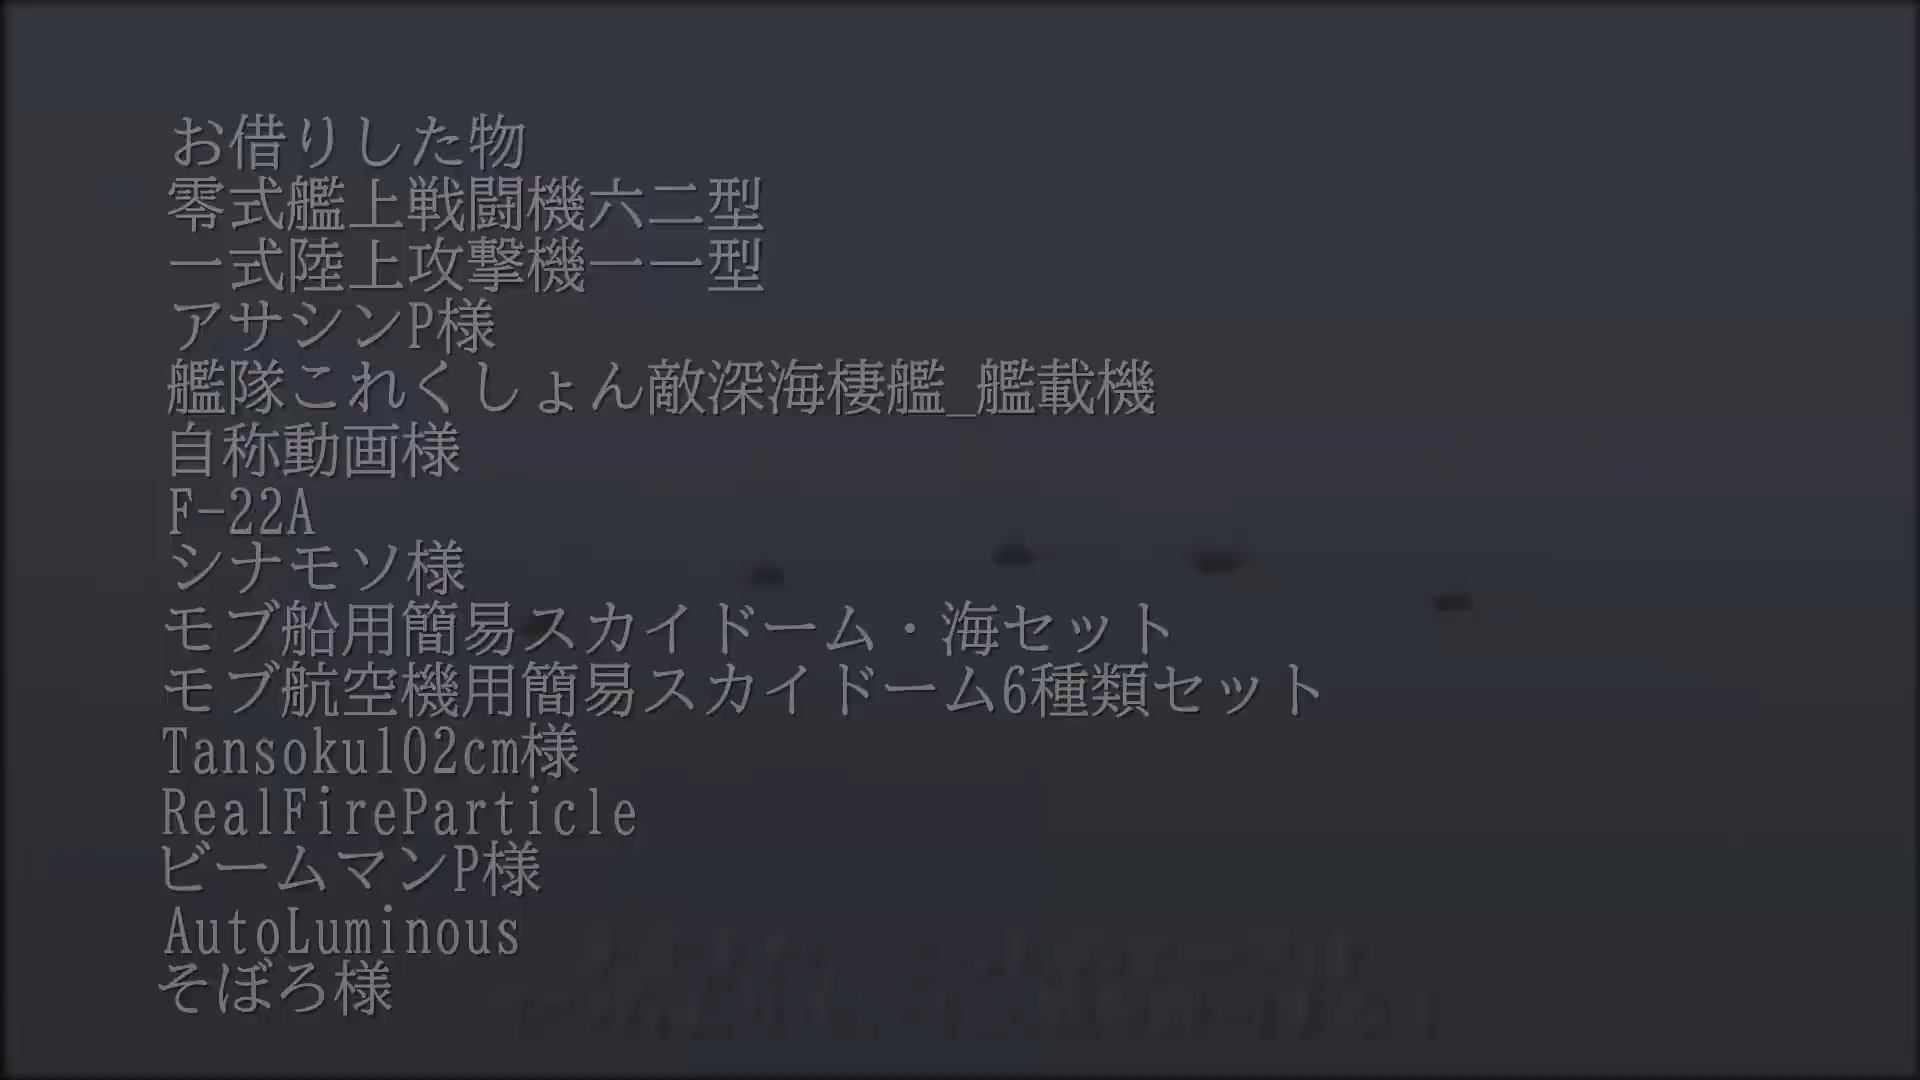 お借りした物
零式艦上戦闘機六二型
一式陸上攻撃機一一型
アサシンP様
艦隊これくしょん敵深海棲艦_艦載機
自称動画様
F-22A
シナモソ様
モブ船用簡易スカイドーム・海セット
モブ航空機用簡易スカイドーム6種類セット
Tansoku102cm様
RealFireParticle
ビームマンP様
AutoLuminous
そぼろ様